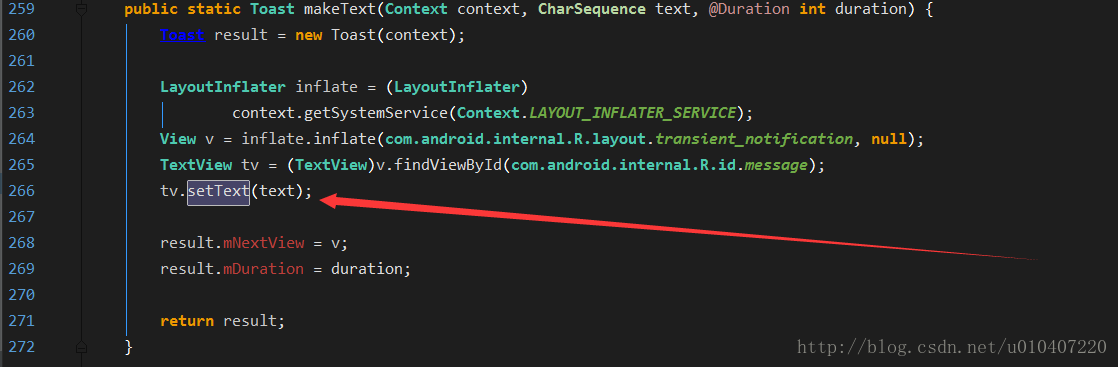 259 public static Toast makeText(Context context, CharSequence text, @Duration int duration) {
260 Toast result = new Toast(context);
261
262 LayoutInflater inflate = (LayoutInflater)
263 context.getSystemService(Context.LAYOUT_INFLATER_SERVICE);
264 View v = inflate.inflate(com.android.internal.R.layout.transient_notification, null);
265 TextView tv = (TextView)v.findViewById(com.android.internal.R.id.message);
266 tv.setText(text);
267
268 result.mNextView = v;
269 result.mDuration = duration;
270
271 return result;
272 }
http://blog.csdn.net/u010407220